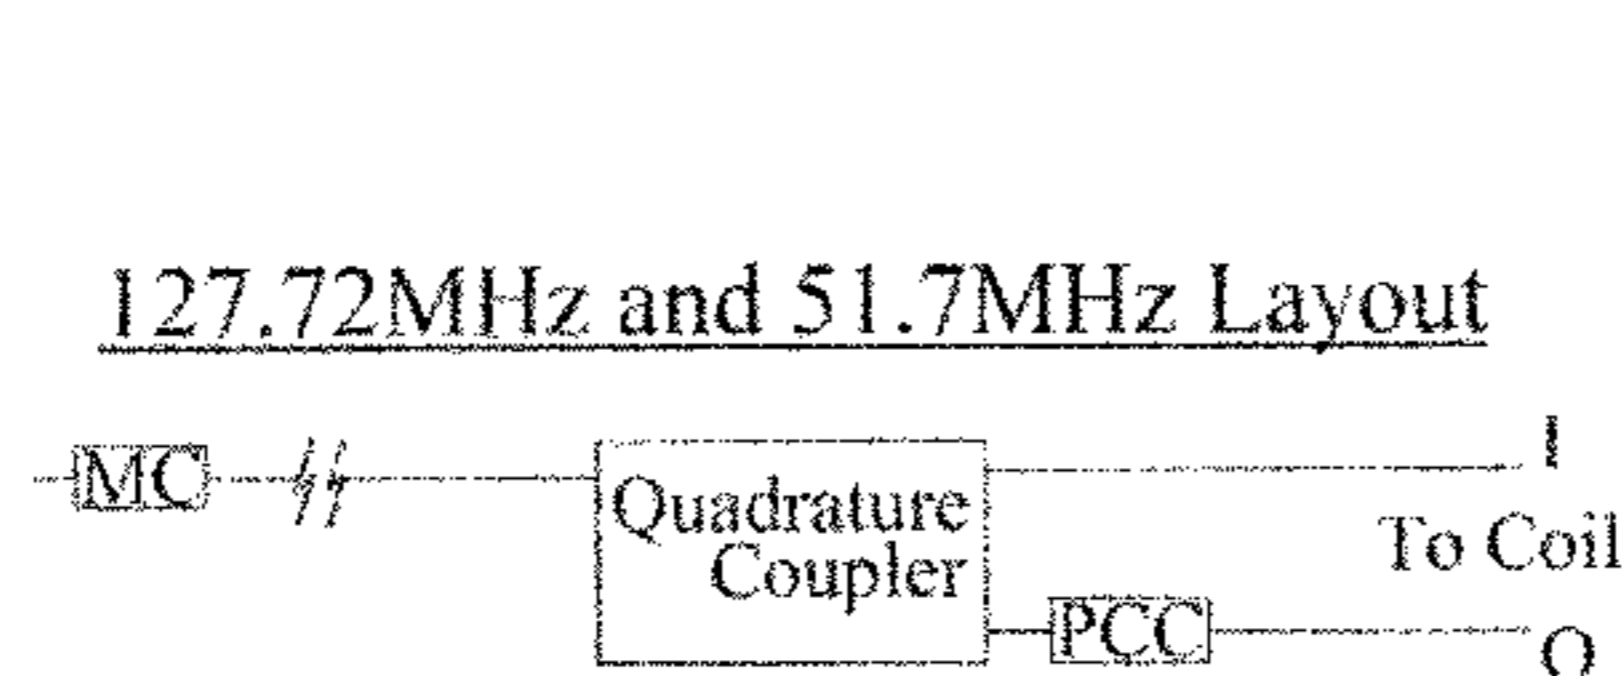 127.72MHz and 51.7MHz Layout
MC
Quadrature
Coupler
I
To Coil
PCC
Q